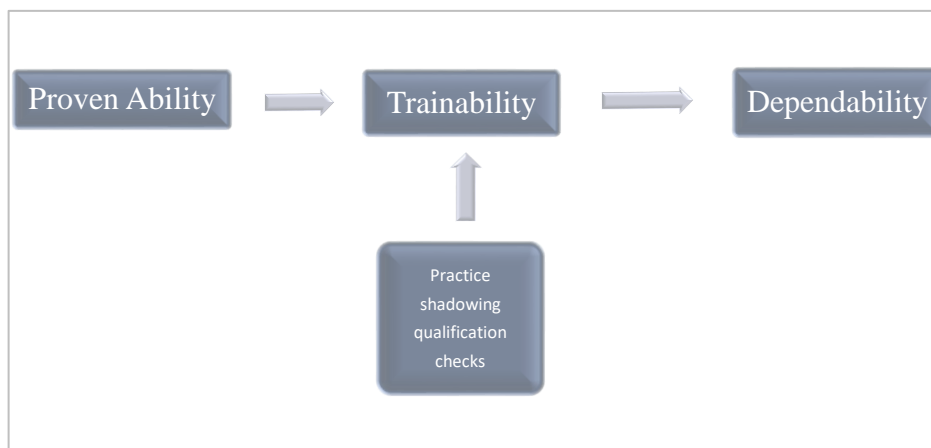 Proven Ability
Trainability
Dependability
Practice
shadowing
qualification
checks